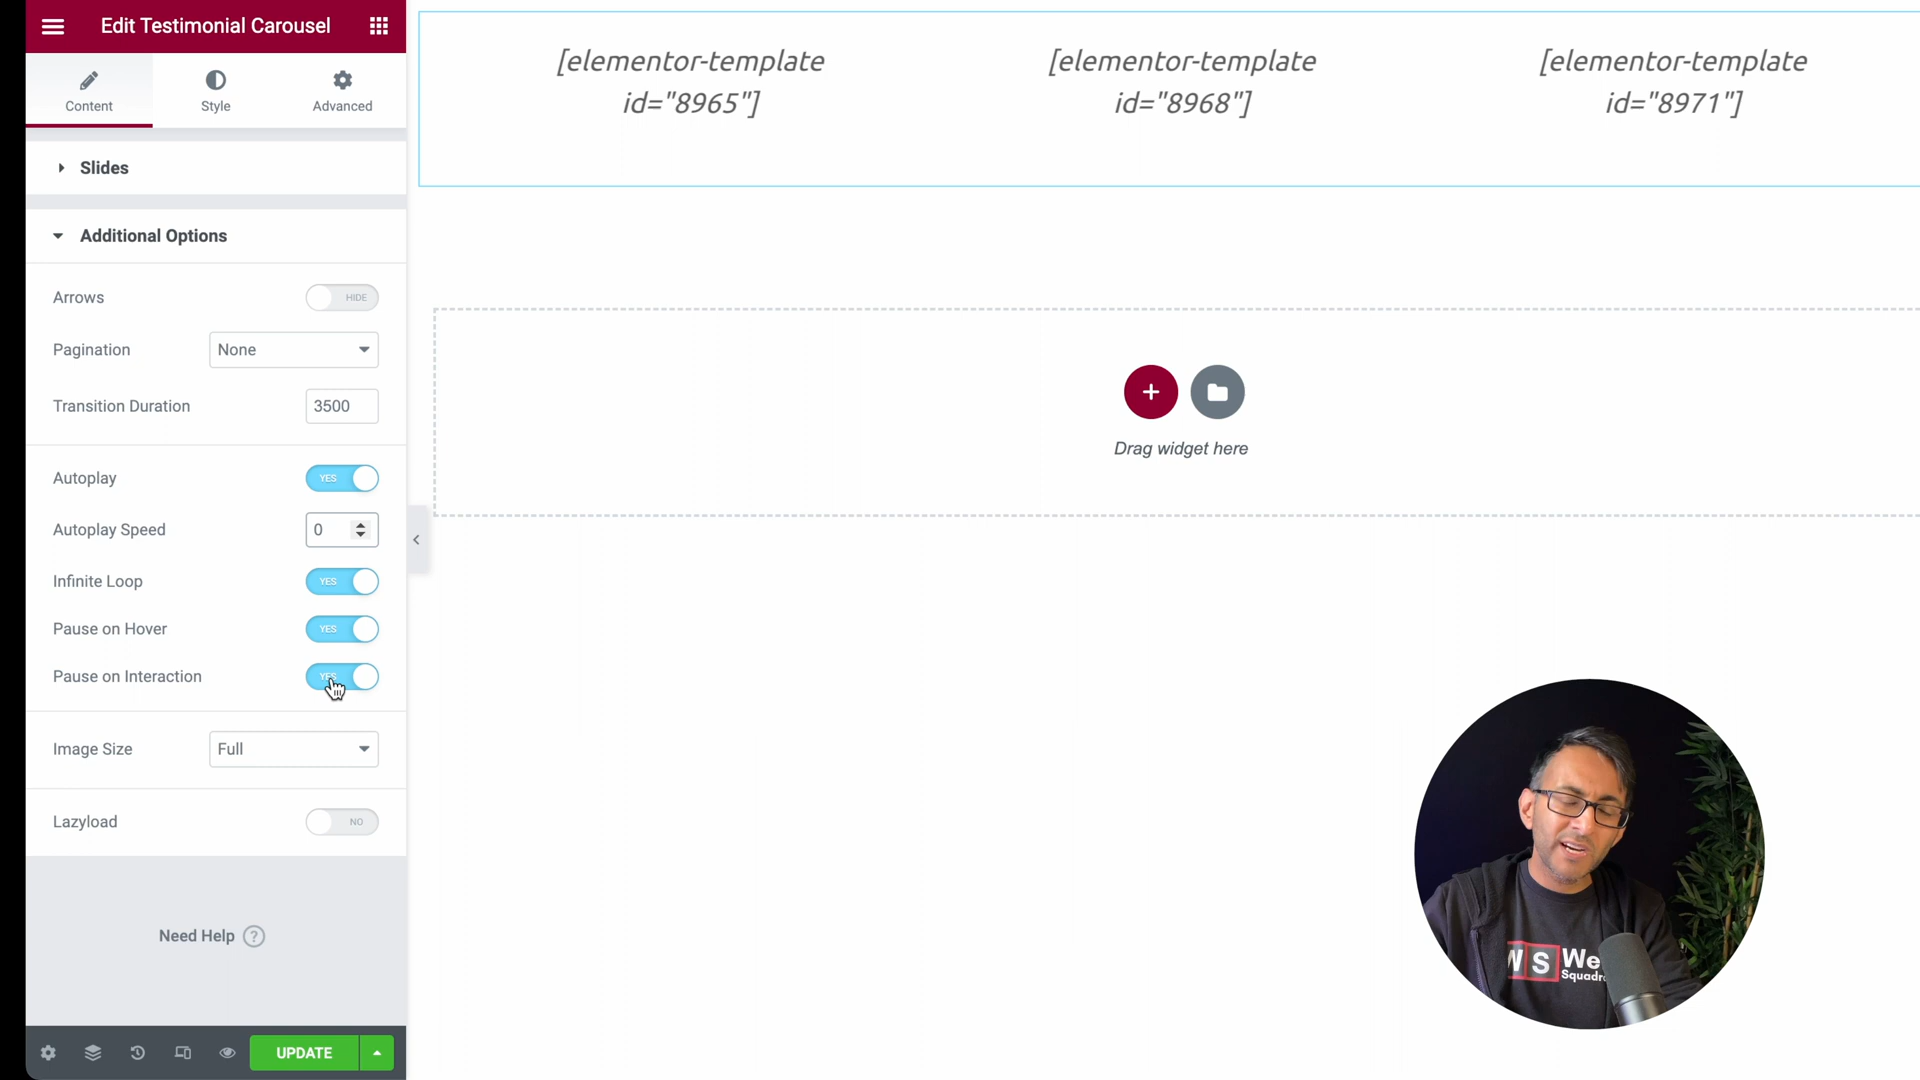 Edit Testimonial Carousel
Content
Style
Advanced
Slides
Additional Options
Arrows
HIDE
Pagination
None
Transition Duration
3500
Autoplay
YES
Autoplay Speed
0
Infinite Loop
YES
Pause on Hover
YES
Pause on Interaction
YES
Image Size
Full
Lazyload
NO
Need Help
?
UPDATE
[elementor-template
id="8965"]
[elementor-template
id="8968"]
[elementor-template
id="8971"]
+
Drag widget here
WS